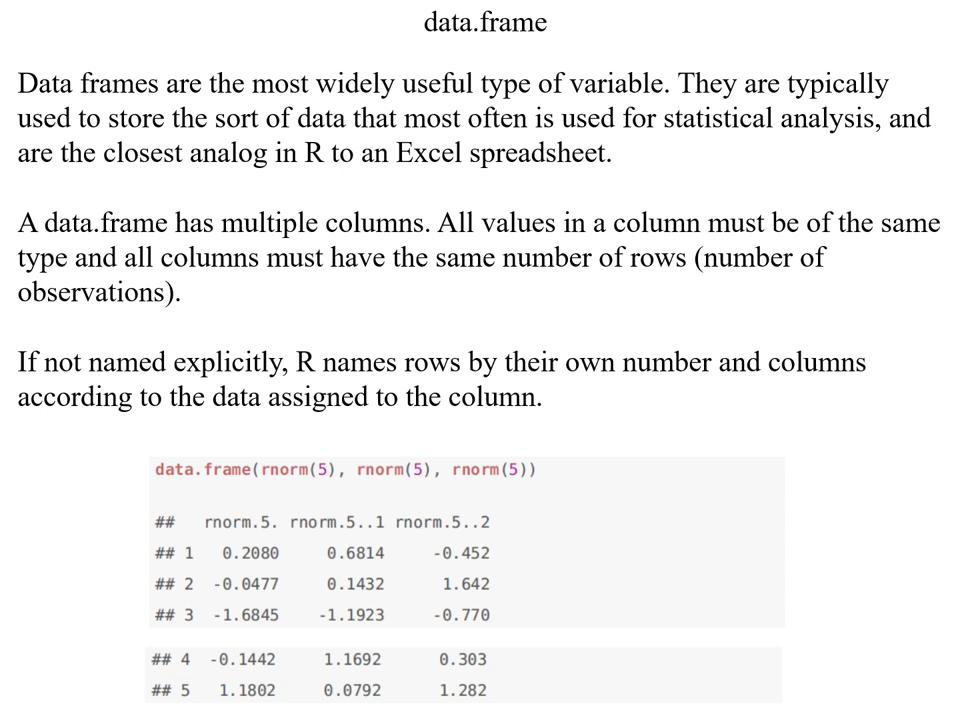 data.frame
Data frames are the most widely useful type of variable. They are typically
used to store the sort of data that most often is used for statistical analysis, and
are the closest analog in R to an Excel spreadsheet.
A data.frame has multiple columns. All values in a column must be of the same
type and all columns must have the same number of rows (number of
observations).
If not named explicitly, R names rows by their own number and columns
according to the data assigned to the column.
data.frame(rnorm(5), rnorm(5), rnorm(5))
##   rnorm.5. rnorm.5..1 rnorm.5..2
## 1   0.2080     0.6814     -0.452
## 2  -0.0477     0.1432      1.642
## 3  -1.6845    -1.1923     -0.770
## 4  -0.1442     1.1692      0.303
## 5   1.1802     0.0792      1.282